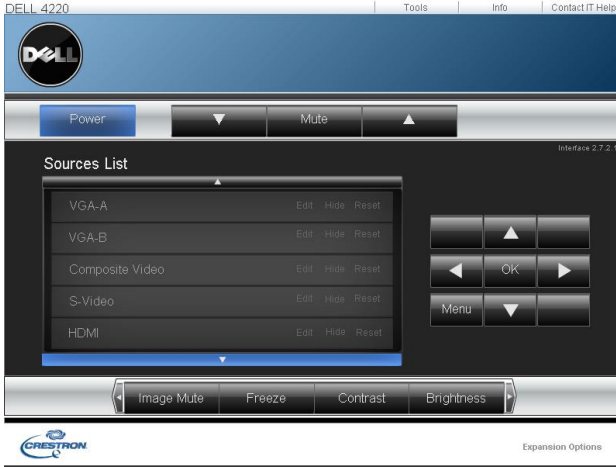 DELL 4220 Tools Info Contact IT Help
DELL
Power Mute
Interface 2.7.2.1
Sources List
VGA-A Edit Hide Reset
VGA-B Edit Hide Reset
Composite Video Edit Hide Reset
S-Video Edit Hide Reset
HDMI Edit Hide Reset
OK
Menu
Image Mute Freeze Contrast Brightness
CRESTRON Expansion Options